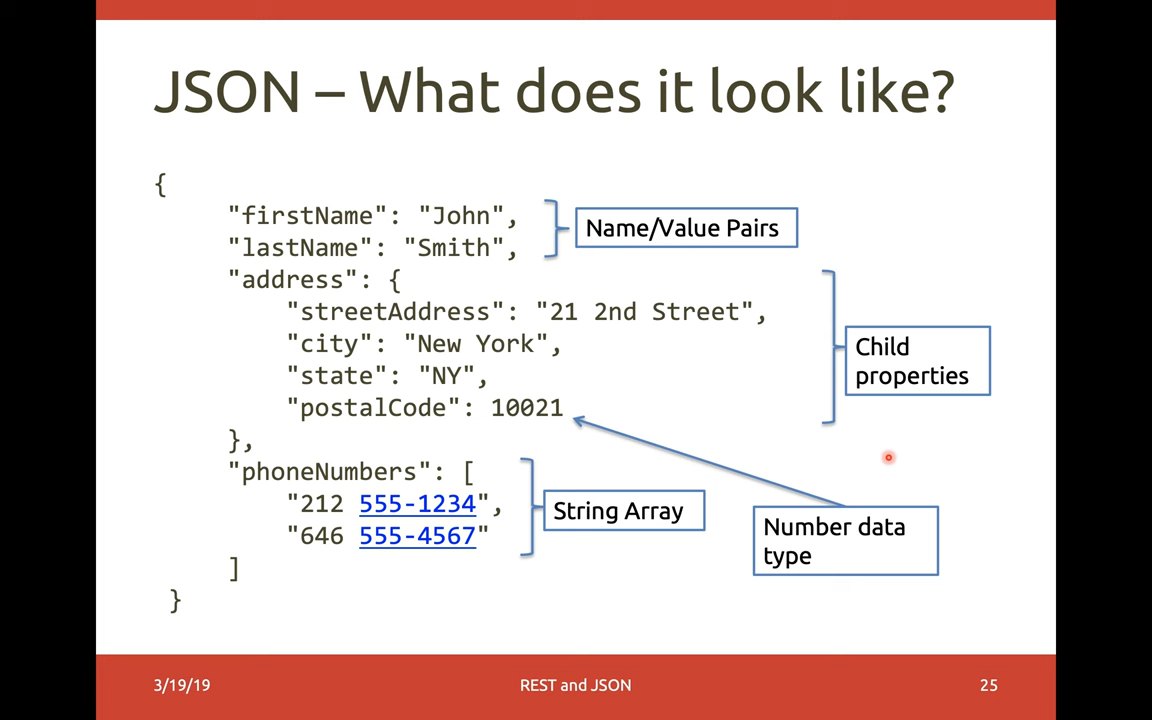 JSON – What does it look like?
{
"firstName": "John",
"lastName": "Smith",
Name/Value Pairs
"address": {
"streetAddress": "21 2nd Street",
"city": "New York",
"state": "NY",
"postalCode": 10021
Child
properties
},
"phoneNumbers": [
"212 555-1234",
"646 555-4567"
String Array
Number data
type
]
}
3/19/19
REST and JSON
25